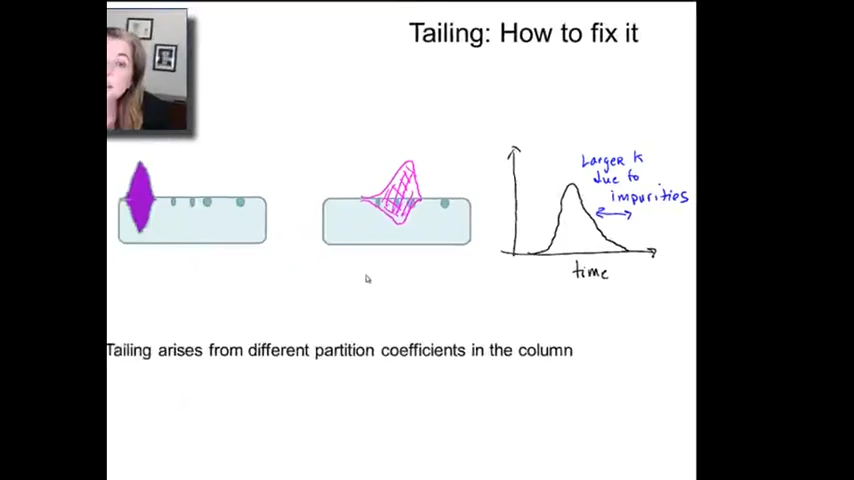 Tailing: How to fix it
Larger k
due to
impurities
time
Tailing arises from different partition coefficients in the column